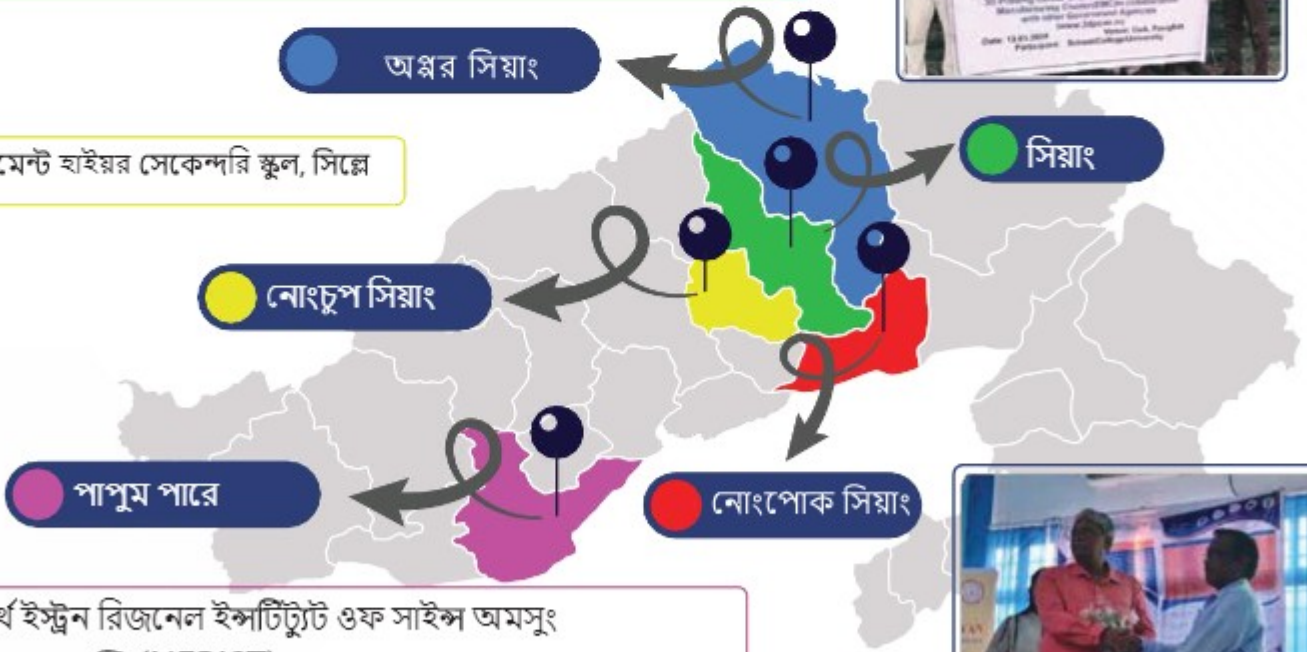 অপ্পর সিয়াং
সিয়াং
মেন্ট হাইয়র সেকেন্দরি স্কুল, সিল্লে
নোংচুপ সিয়াং
পাপুম পারে
নোংপোক সিয়াং
র্থ ইস্ট্রন রিজনেল ইন্সটিট্যুট ওফ সাইন্স অমসুং